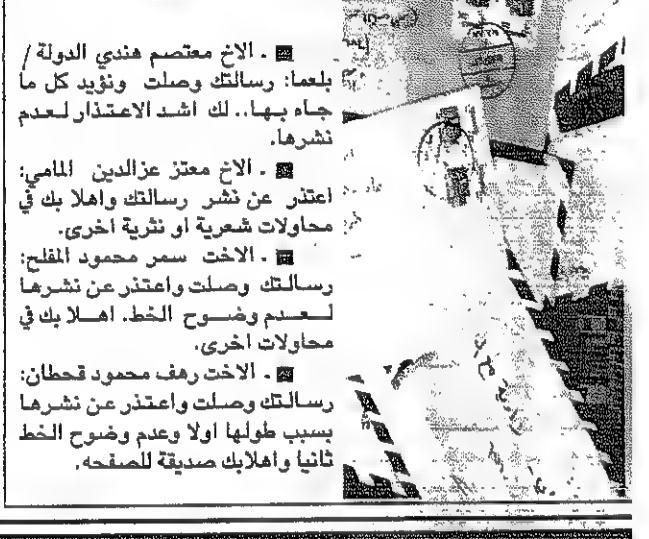 ■ . الاخ معتصم هندي الدولة /
بلعما: رسالتك وصلت ونؤيد كل ما
جاء بها.. لك اشد الاعتذار لعدم
نشرها.
■ . الاخ معتز عزالدين المامي:
اعتذر عن نشر رسالتك واهلا بك في
محاولات شعرية او نثرية اخرى.
■ . الاخت سمر محمود المفلح:
رسالتك وصلت واعتذر عن نشرها
لعدم وضوح الخط. اهلا بك في
محاولات اخرى.
■ . الاخت رهف محمود قحطان:
رسالتك وصلت واعتذر عن نشرها
بسبب طولها اولا وعدم وضوح الخط
ثانيا واهلابك صديقة للصفحه.